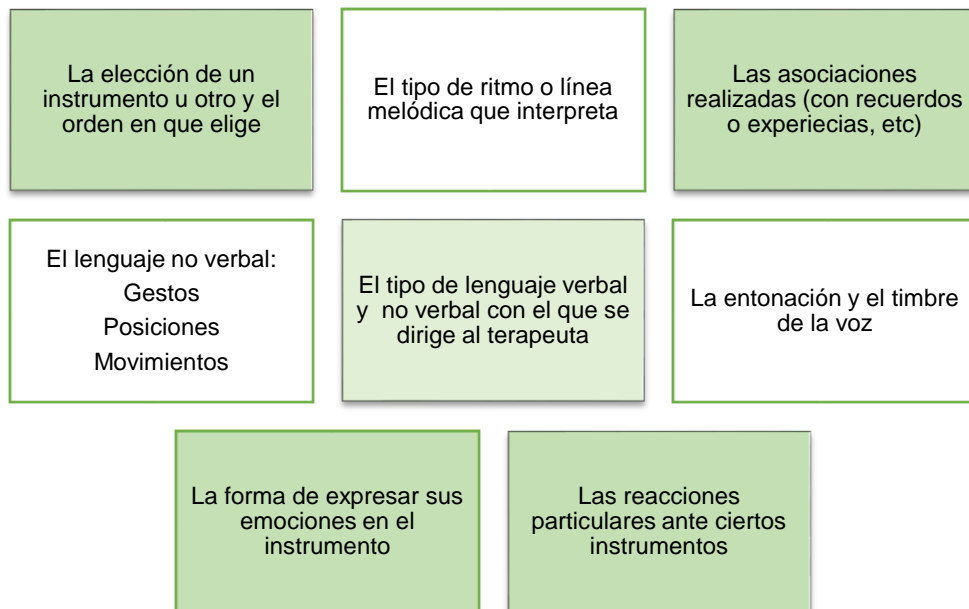 La elección de un
instrumento u otro y el
orden en que elige
El tipo de ritmo o línea
melódica que interpreta
Las asociaciones
realizadas (con recuerdos
o experiecias, etc)
El lenguaje no verbal:
Gestos
Posiciones
Movimientos
El tipo de lenguaje verbal
y no verbal con el que se
dirige al terapeuta
La entonación y el timbre
de la voz
La forma de expresar sus
emociones en el
instrumento
Las reacciones
particulares ante ciertos
instrumentos